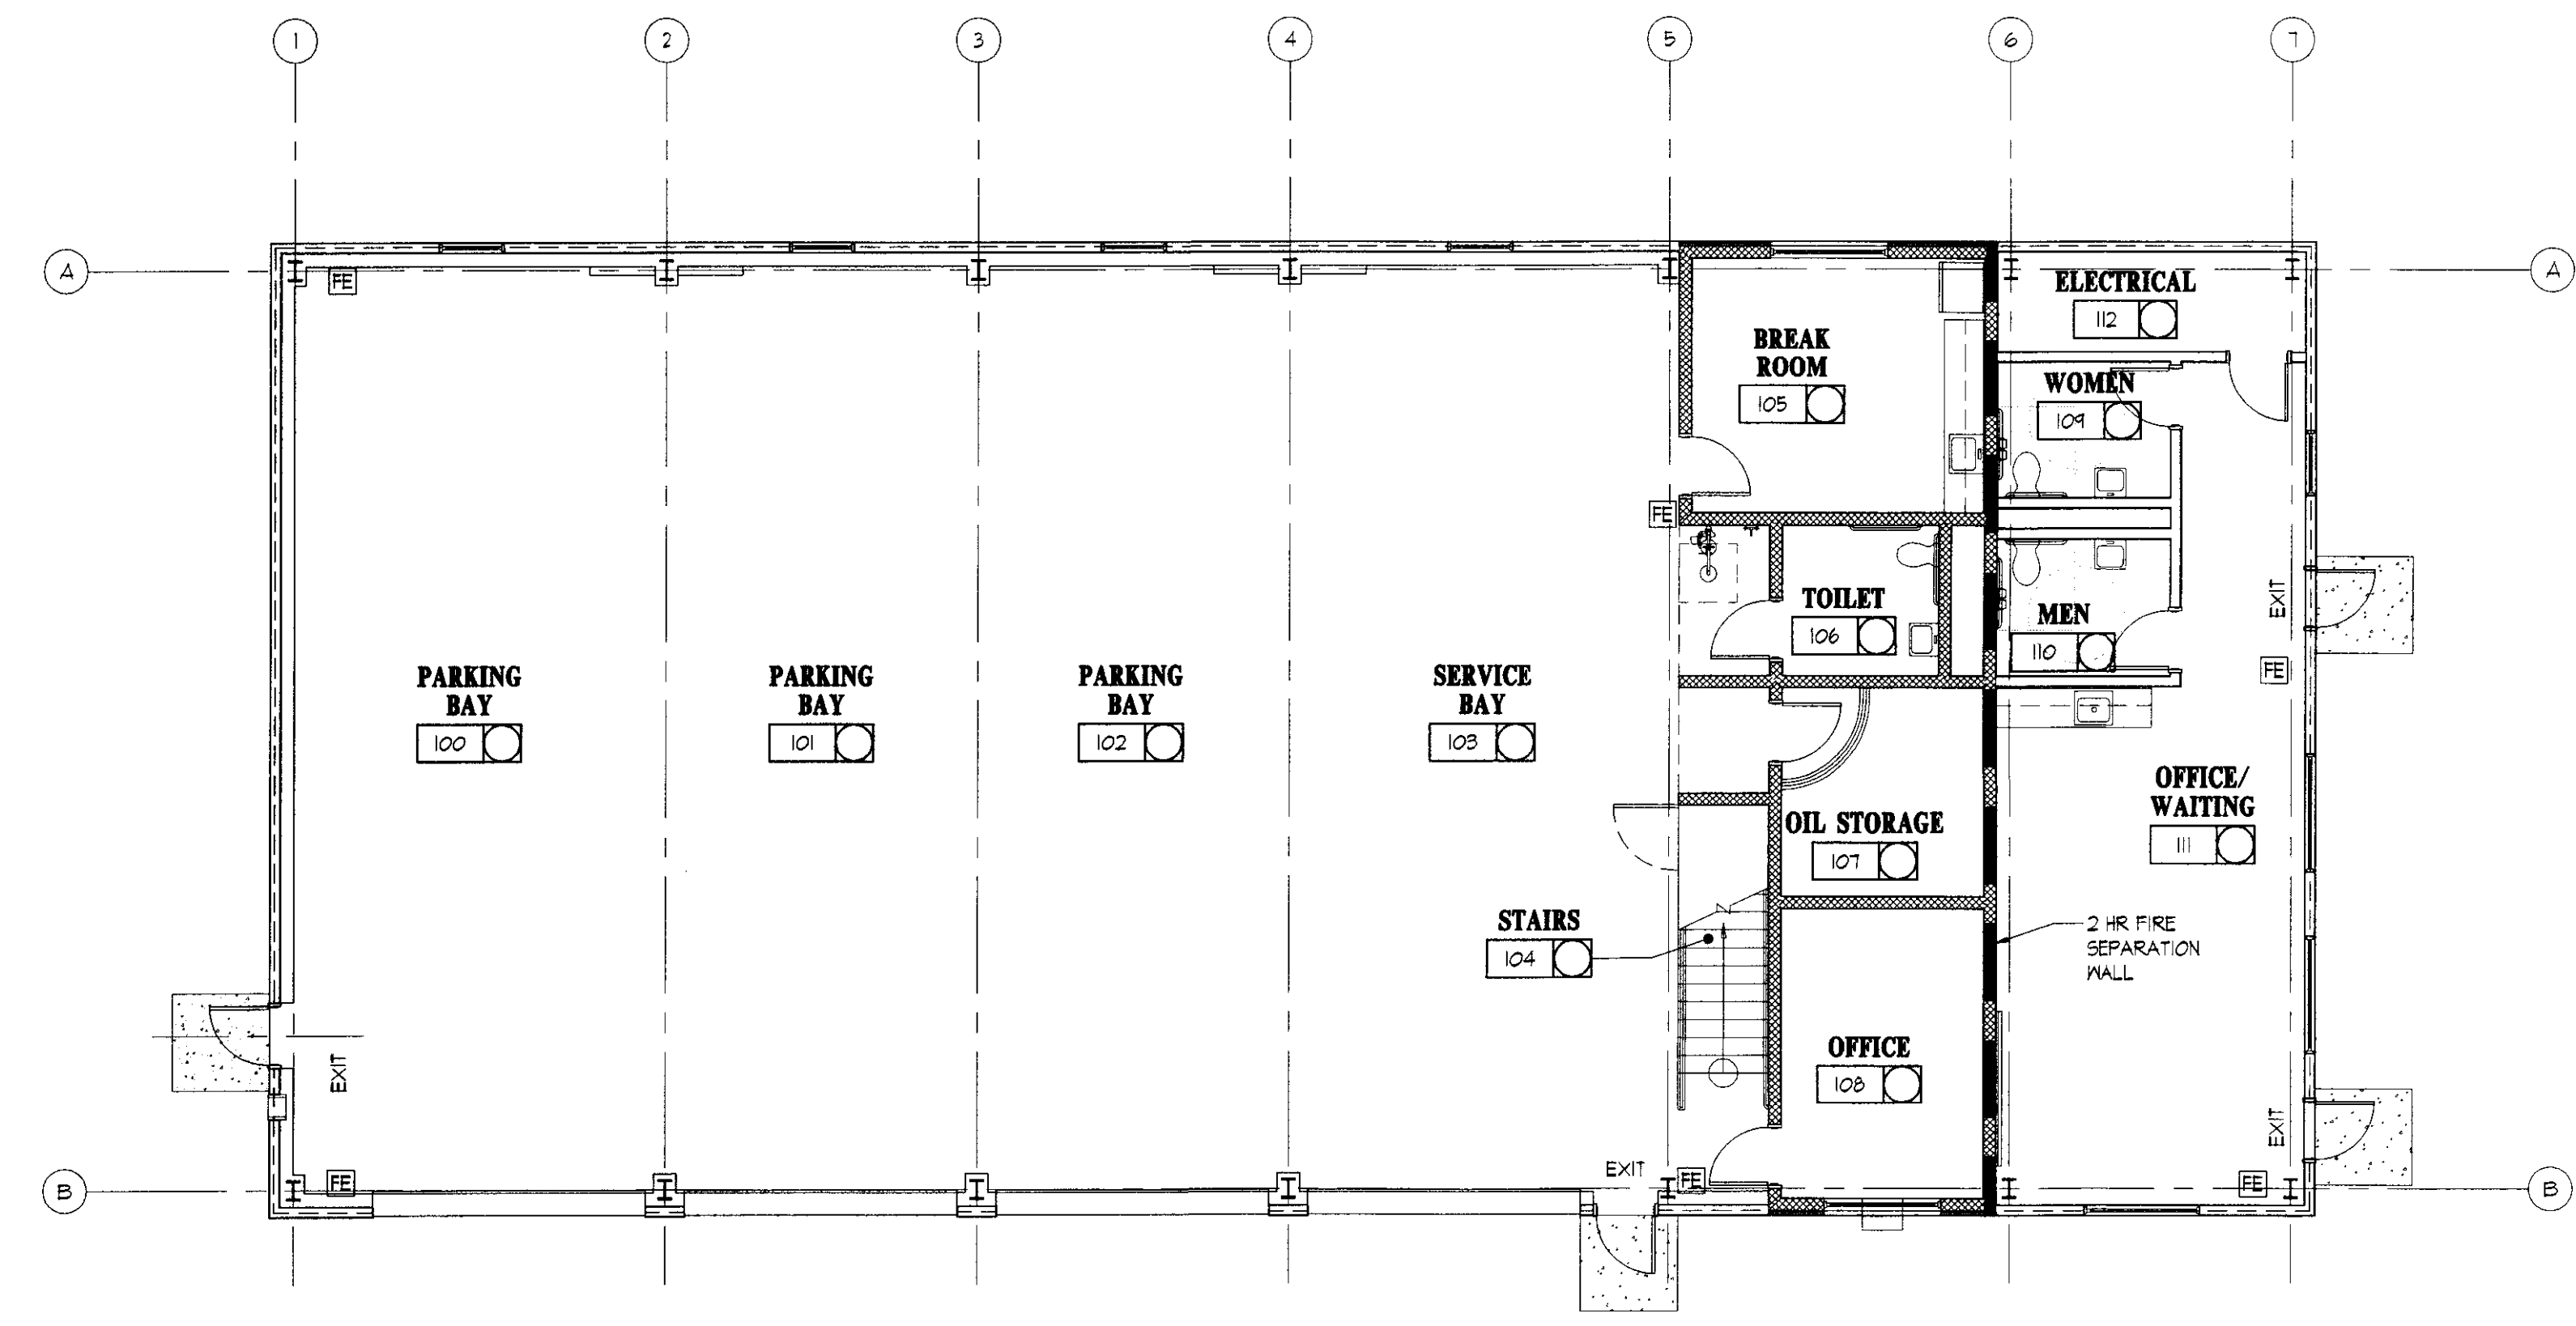 1 2 3 4 5 6 7
A A
FE
ELECTRICAL
112
BREAK
ROOM
105
WOMEN
109
FE
TOILET
106
MEN
110
EXIT
FE
PARKING
BAY
100
PARKING
BAY
101
PARKING
BAY
102
SERVICE
BAY
103
OFFICE/
WAITING
111
OIL STORAGE
107
STAIRS
104
2 HR FIRE
SEPARATION
WALL
OFFICE
108
EXIT
EXIT
EXIT
FE
FE
FE
B B